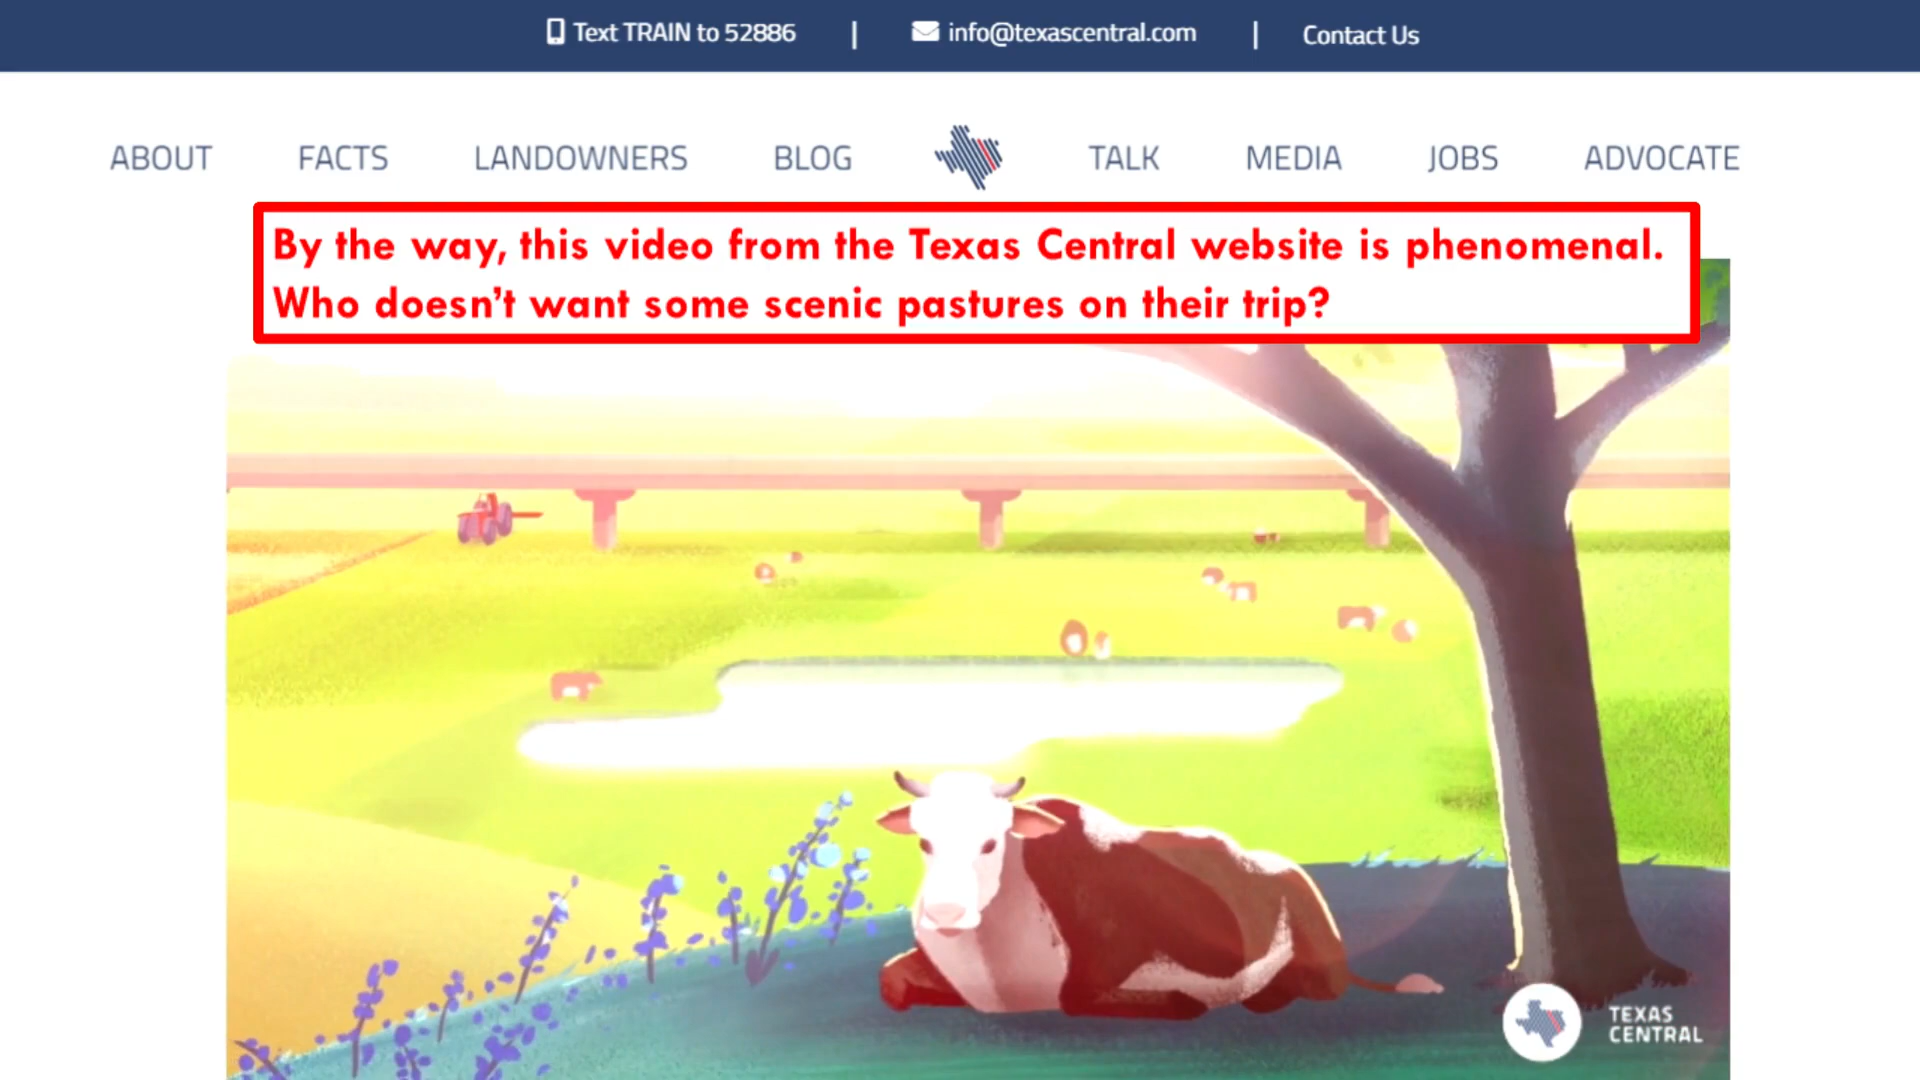 Text TRAIN to 52886 | info@texascentral.com | Contact Us
ABOUT FACTS LANDOWNERS BLOG TALK MEDIA JOBS ADVOCATE
By the way, this video from the Texas Central website is phenomenal.
Who doesn’t want some scenic pastures on their trip?
TEXAS
CENTRAL